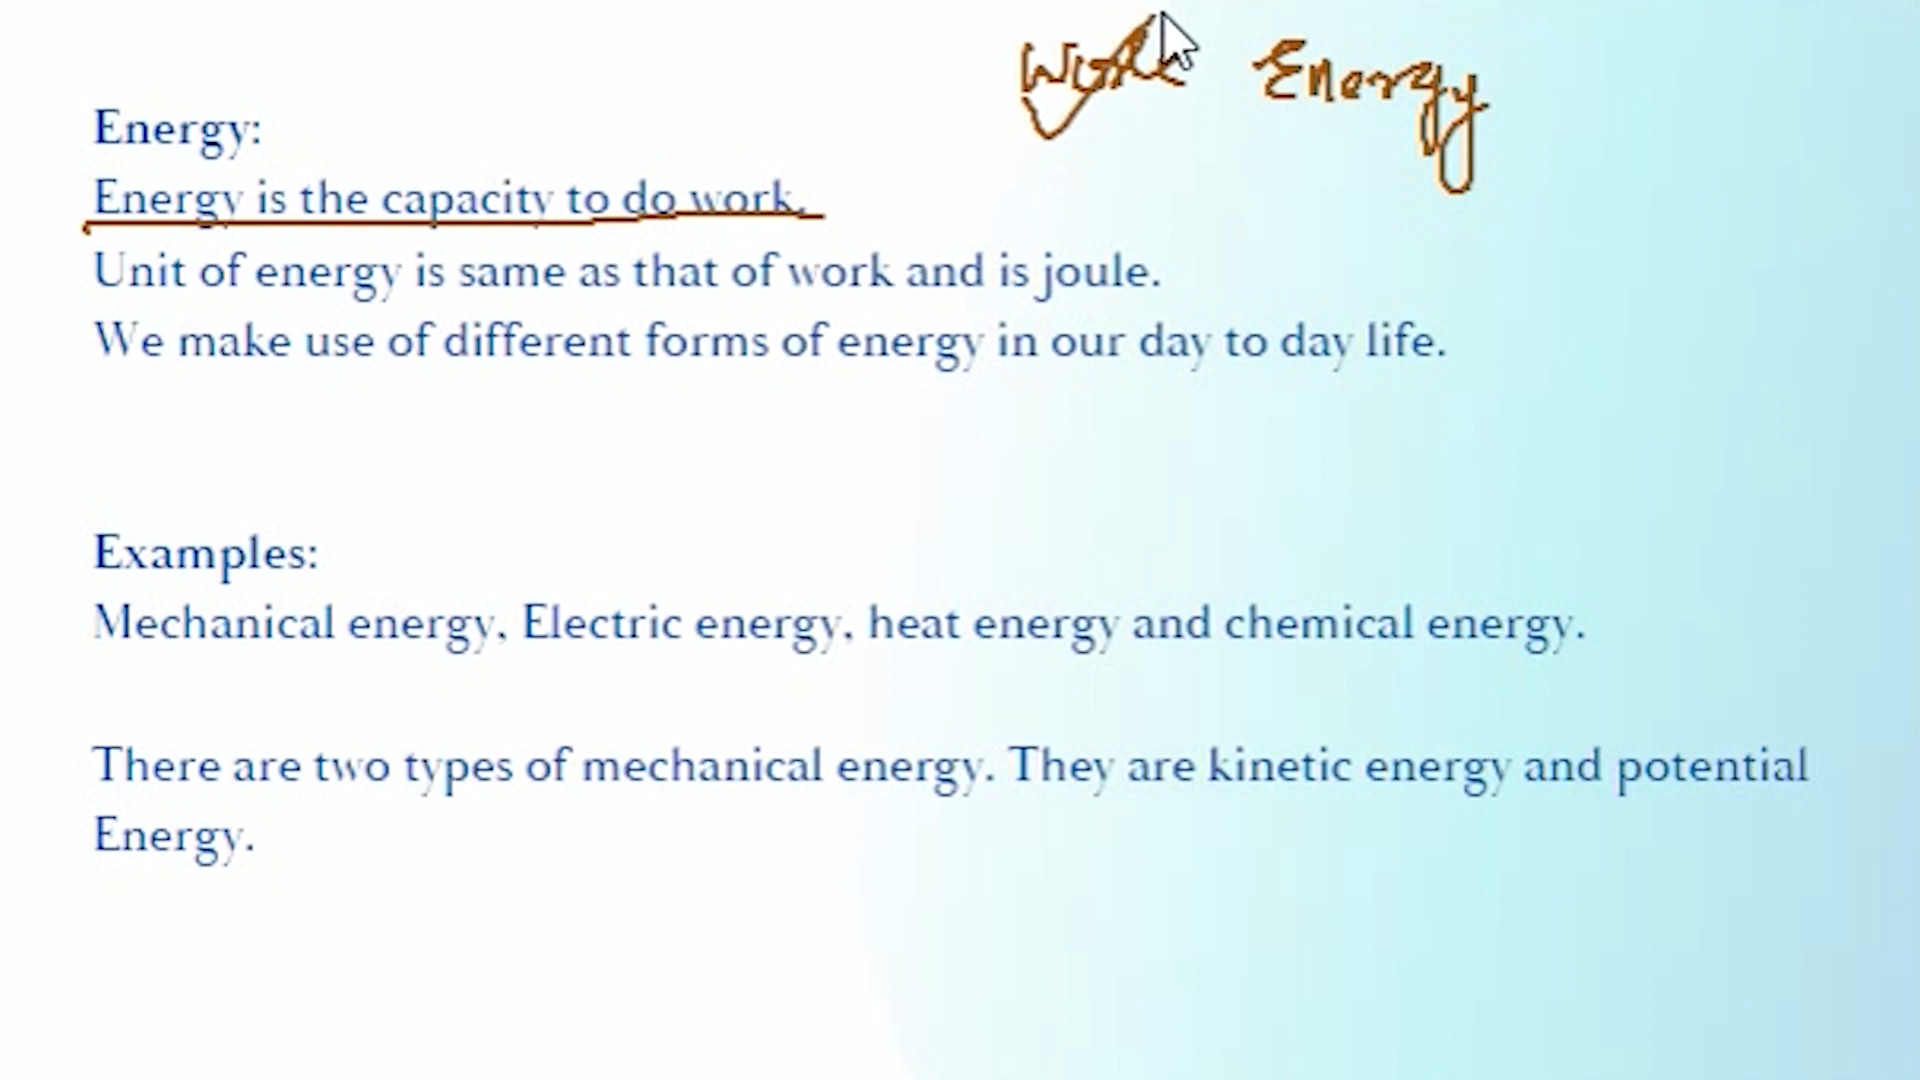 Work Energy
Energy:
Energy is the capacity to do work.
Unit of energy is same as that of work and is joule.
We make use of different forms of energy in our day to day life.
Examples:
Mechanical energy, Electric energy, heat energy and chemical energy.
There are two types of mechanical energy. They are kinetic energy and potential
Energy.